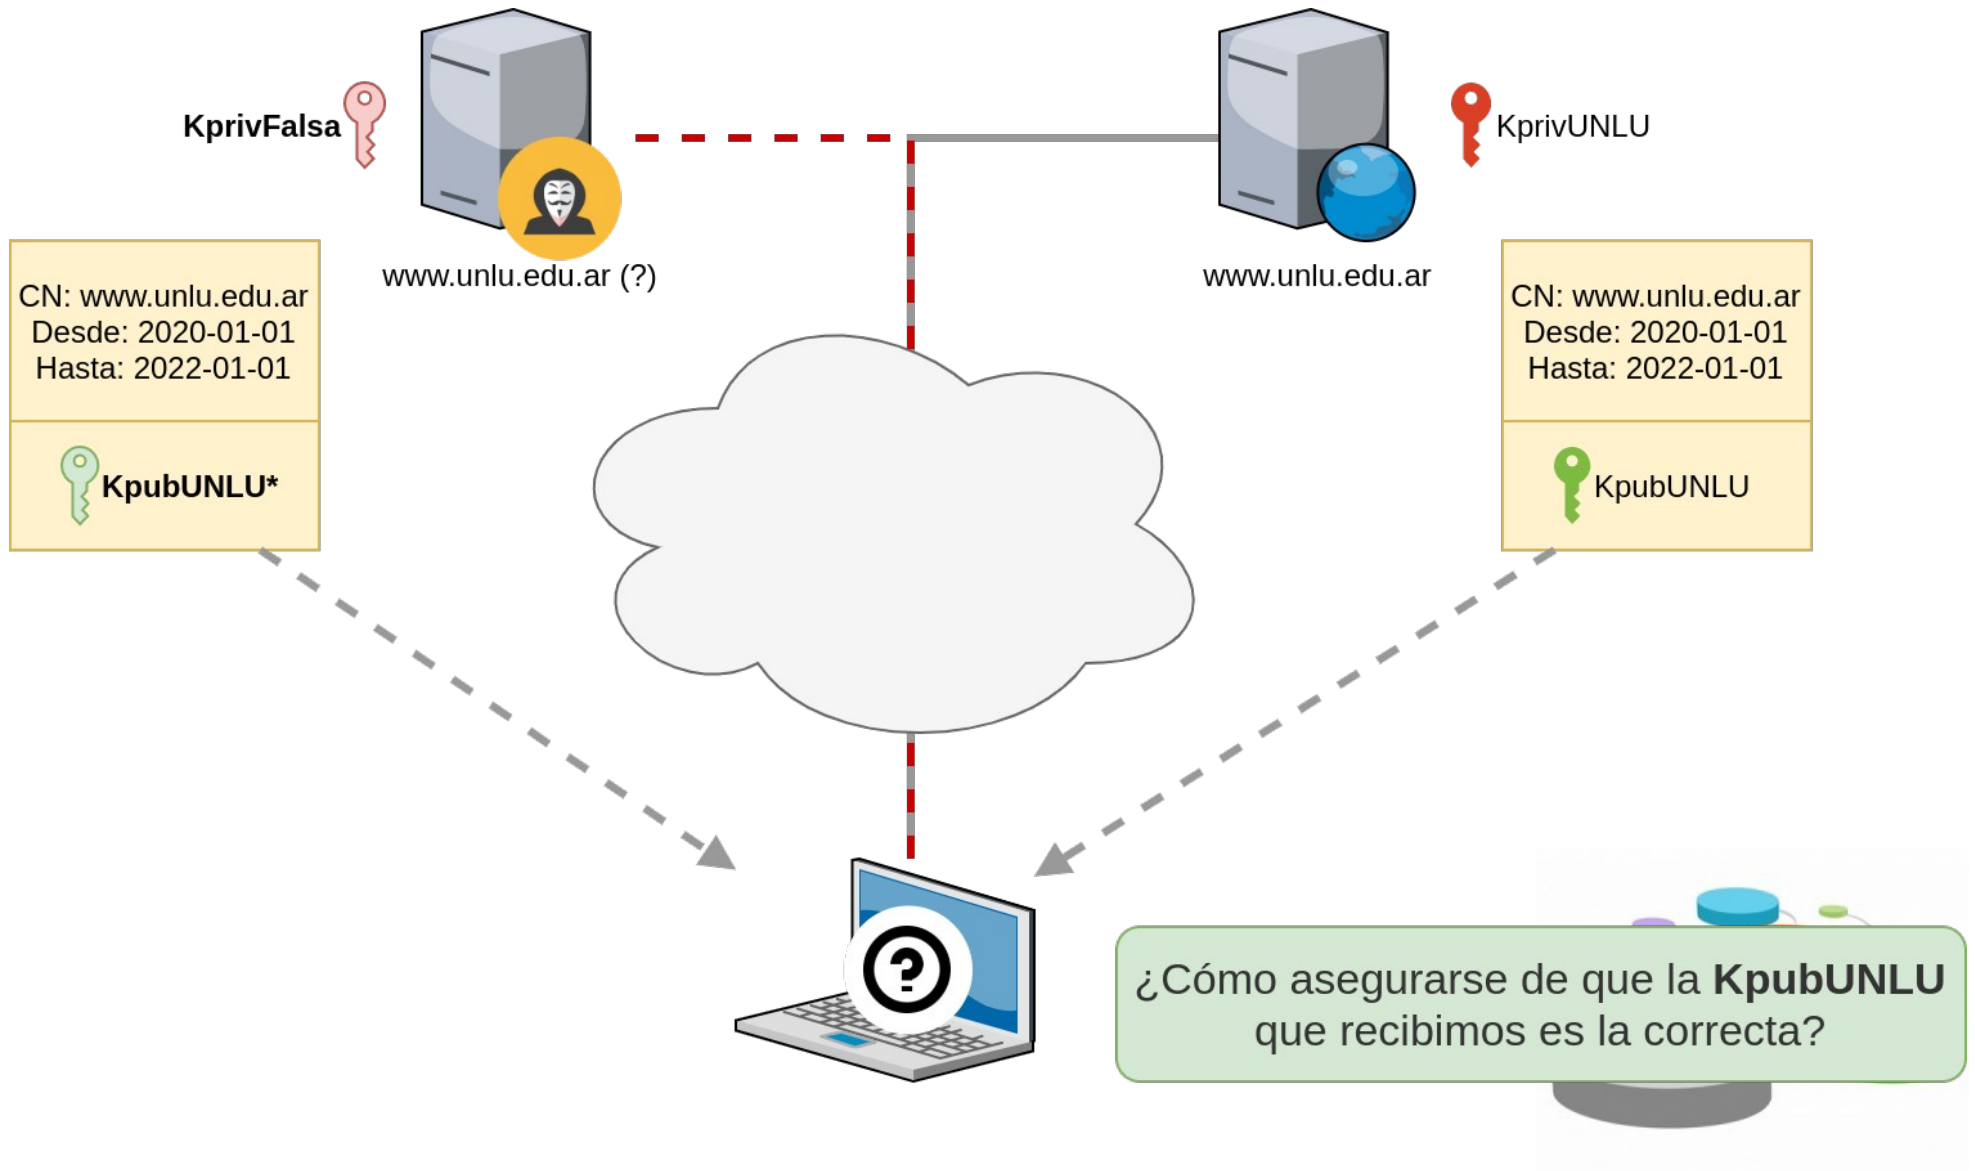 KprivFalsa
KprivUNLU
www.unlu.edu.ar (?)
www.unlu.edu.ar
CN: www.unlu.edu.ar
Desde: 2020-01-01
Hasta: 2022-01-01
KpubUNLU*
CN: www.unlu.edu.ar
Desde: 2020-01-01
Hasta: 2022-01-01
KpubUNLU
?
¿Cómo asegurarse de que la KpubUNLU
que recibimos es la correcta?